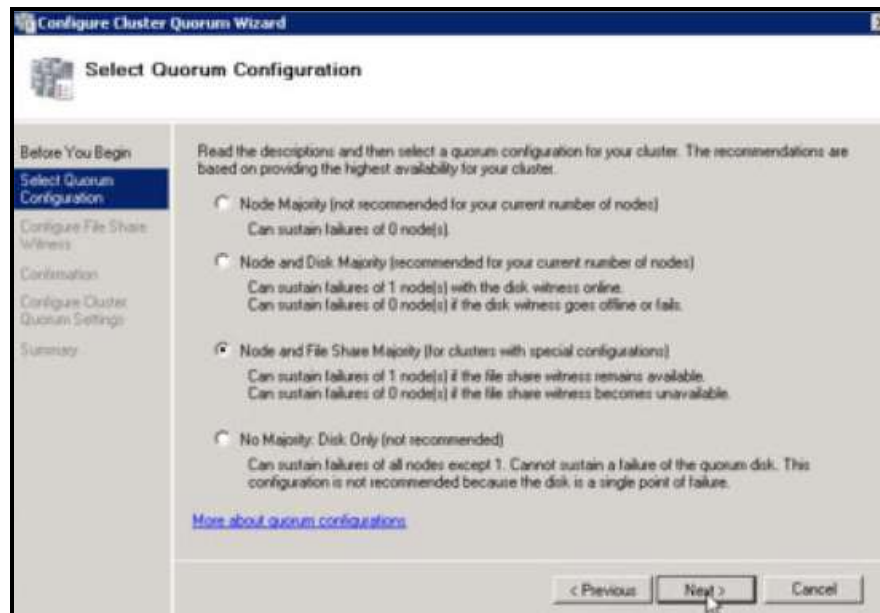 Configure Cluster Quorum Wizard
Select Quorum Configuration
Before You Begin
Select Quorum
Configuration
Configure File Share
Witness
Confirmation
Configure Cluster
Quorum Settings
Summary
Read the descriptions and then select a quorum configuration for your cluster. The recommendations are
based on providing the highest availability for your cluster.
Node Majority (not recommended for your current number of nodes)
Can sustain failures of 0 node(s).
Node and Disk Majority (recommended for your current number of nodes)
Can sustain failures of 1 node(s) with the disk witness online.
Can sustain failures of 0 node(s) if the disk witness goes offline or fails.
Node and File Share Majority (for clusters with special configurations)
Can sustain failures of 1 node(s) if the file share witness remains available.
Can sustain failures of 0 node(s) if the file share witness becomes unavailable.
No Majority: Disk Only (not recommended)
Can sustain failures of all nodes except 1. Cannot sustain a failure of the quorum disk. This
configuration is not recommended because the disk is a single point of failure.
More about quorum configurations
< Previous
Next >
Cancel